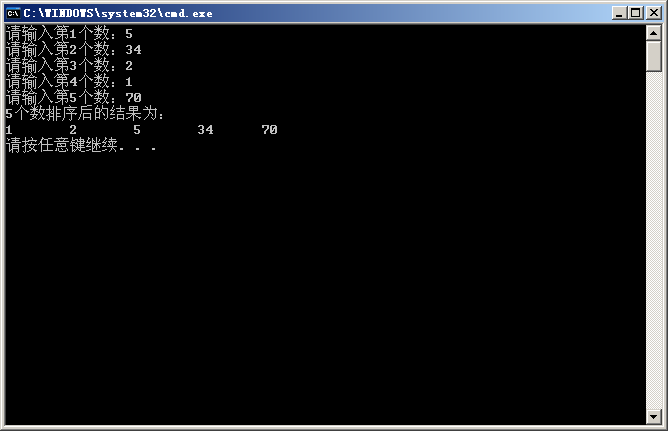 C:\WINDOWS\system32\cmd.exe
请输入第1个数：5
请输入第2个数：34
请输入第3个数：2
请输入第4个数：1
请输入第5个数：70
5个数排序后的结果为：
1 2 5 34 70
请按任意键继续. . .